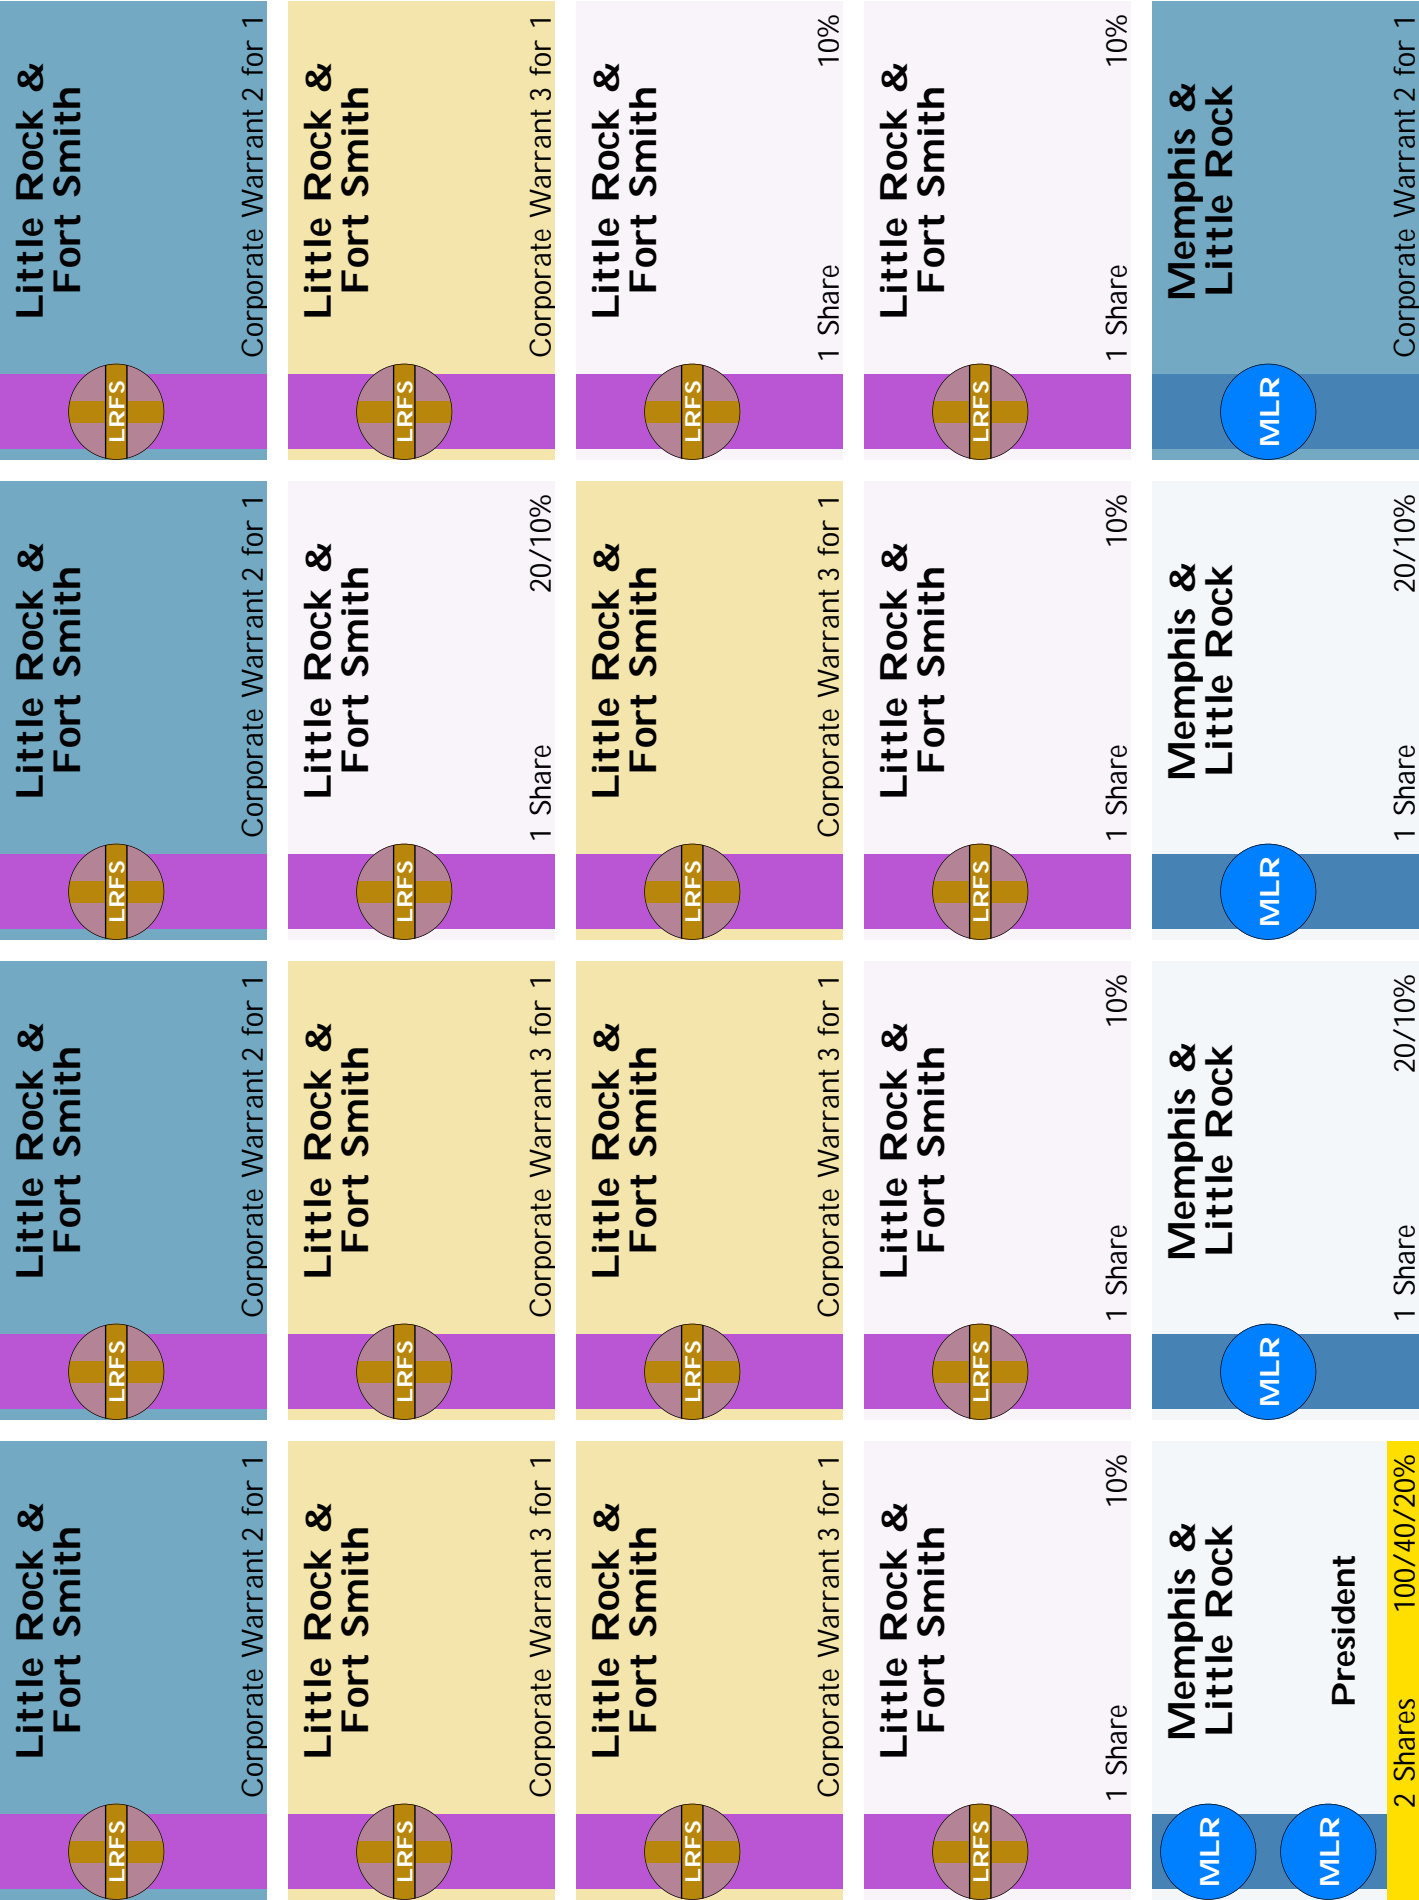 Little Rock &
Fort Smith
LRFS
Corporate Warrant 2 for 1
Little Rock &
Fort Smith
LRFS
Corporate Warrant 2 for 1
Little Rock &
Fort Smith
LRFS
Corporate Warrant 2 for 1
Little Rock &
Fort Smith
LRFS
Corporate Warrant 2 for 1
Little Rock &
Fort Smith
LRFS
Corporate Warrant 3 for 1
Little Rock &
Fort Smith
LRFS
Corporate Warrant 3 for 1
Little Rock &
Fort Smith
LRFS
1 Share 20/10%
Little Rock &
Fort Smith
LRFS
Corporate Warrant 3 for 1
Little Rock &
Fort Smith
LRFS
Corporate Warrant 3 for 1
Little Rock &
Fort Smith
LRFS
Corporate Warrant 3 for 1
Little Rock &
Fort Smith
LRFS
Corporate Warrant 3 for 1
Little Rock &
Fort Smith
LRFS
1 Share 10%
Little Rock &
Fort Smith
LRFS
1 Share 10%
Little Rock &
Fort Smith
LRFS
1 Share 10%
Little Rock &
Fort Smith
LRFS
1 Share 10%
Little Rock &
Fort Smith
LRFS
1 Share 10%
Memphis &
Little Rock
MLR
MLR
President
2 Shares 100/40/20%
Memphis &
Little Rock
MLR
1 Share 20/10%
Memphis &
Little Rock
MLR
1 Share 20/10%
Memphis &
Little Rock
MLR
Corporate Warrant 2 for 1